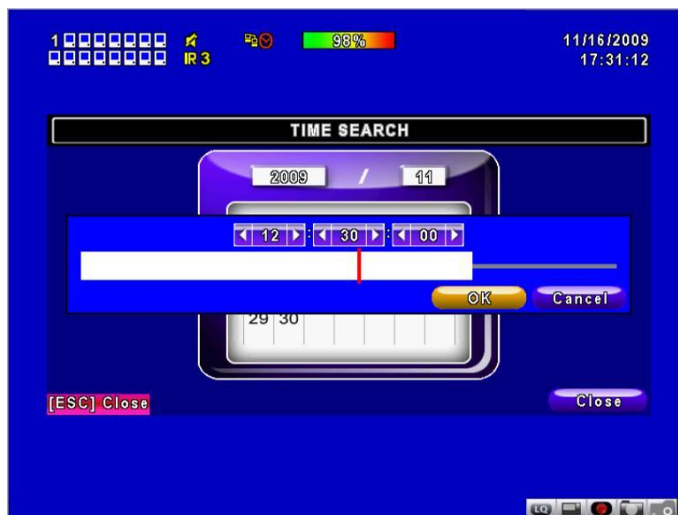 1 98% 11/16/2009
IR 3 17:31:12
TIME SEARCH
2009 / 11
12 : 30 : 00
OK Cancel
29 30
[ESC] Close Close
LQ